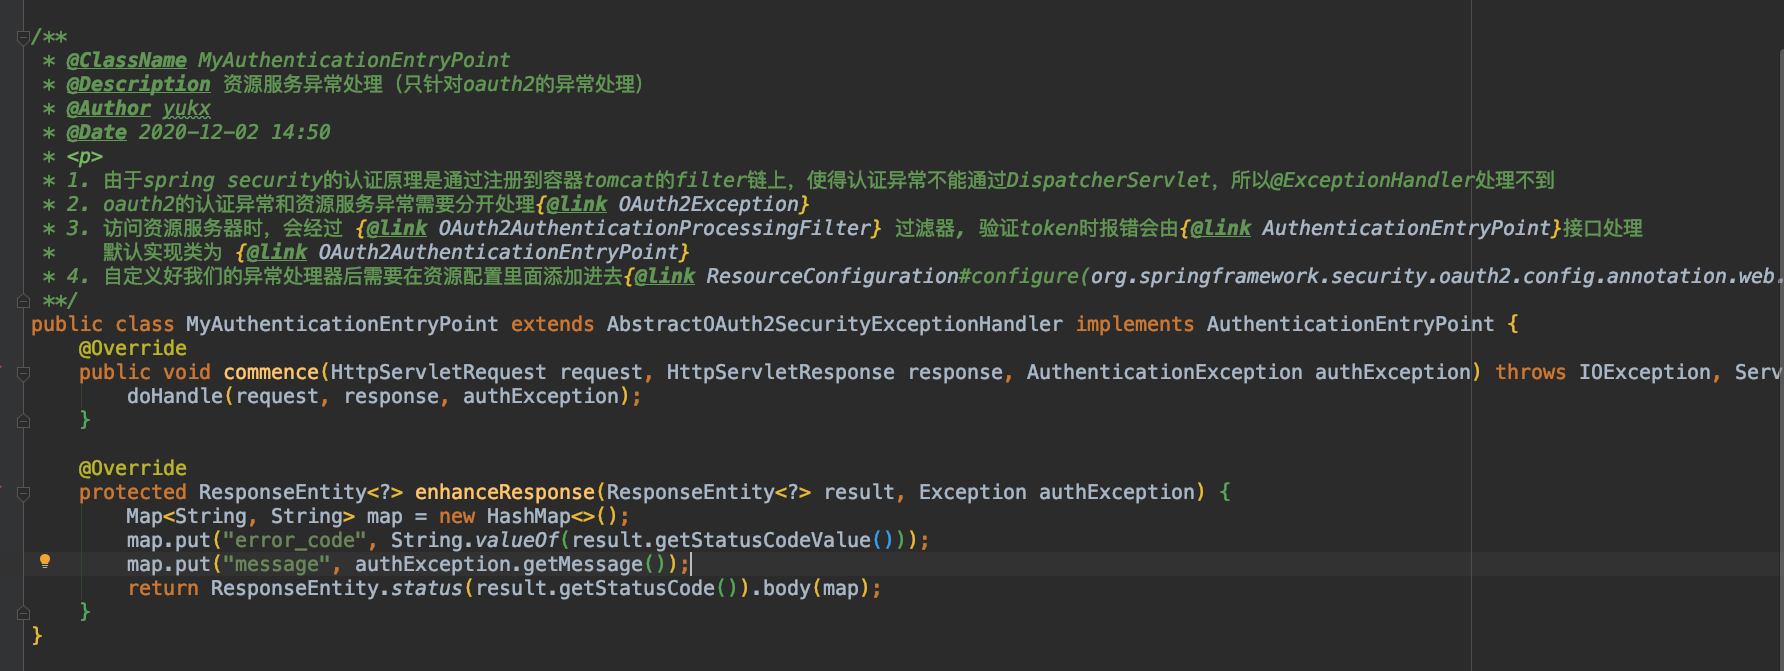 /**
* @ClassName MyAuthenticationEntryPoint
* @Description 资源服务异常处理（只针对oauth2的异常处理）
* @Author yukx
* @Date 2020-12-02 14:50
* <p>
* 1. 由于spring security的认证原理是通过注册到容器tomcat的filter链上，使得认证异常不能通过DispatcherServlet，所以@ExceptionHandler处理不到
* 2. oauth2的认证异常和资源服务异常需要分开处理{@link OAuth2Exception}
* 3. 访问资源服务器时，会经过 {@link OAuth2AuthenticationProcessingFilter} 过滤器, 验证token时报错会由{@link AuthenticationEntryPoint}接口处理
*    默认实现类为 {@link OAuth2AuthenticationEntryPoint}
* 4. 自定义好我们的异常处理器后需要在资源配置里面添加进去{@link ResourceConfiguration#configure(org.springframework.security.oauth2.config.annotation.web.
**/
public class MyAuthenticationEntryPoint extends AbstractOAuth2SecurityExceptionHandler implements AuthenticationEntryPoint {
@Override
public void commence(HttpServletRequest request, HttpServletResponse response, AuthenticationException authException) throws IOException, Serv
doHandle(request, response, authException);
}
@Override
protected ResponseEntity<?> enhanceResponse(ResponseEntity<?> result, Exception authException) {
Map<String, String> map = new HashMap<>();
map.put("error_code", String.valueOf(result.getStatusCodeValue()));
map.put("message", authException.getMessage());
return ResponseEntity.status(result.getStatusCode()).body(map);
}
}